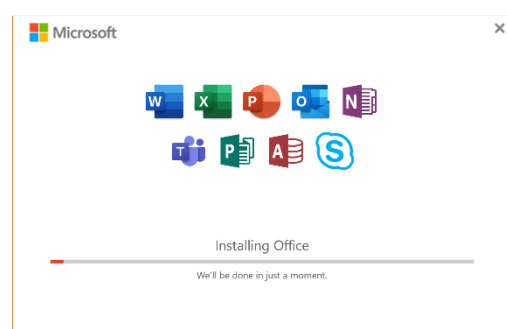 Microsoft
W X P O N
T P A S
Installing Office
We'll be done in just a moment.